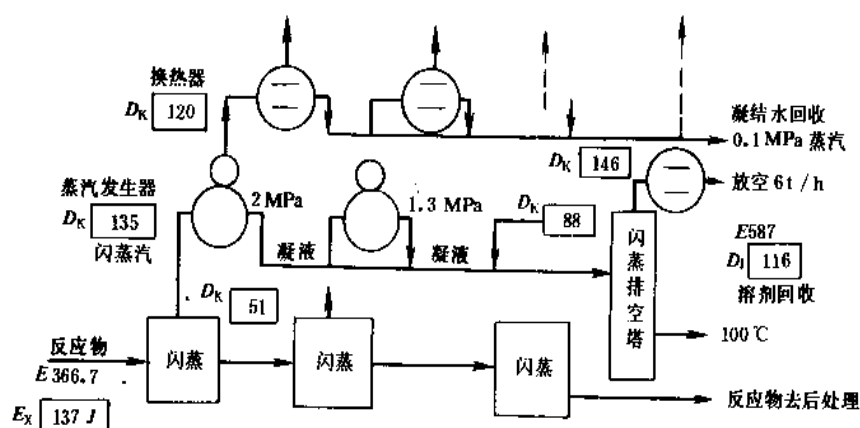 换热器
D_K 120
凝结水回收
0.1 MPa 蒸汽
D_K 146
放空 6t / h
蒸汽发生器
D_K 135
闪蒸汽
2 MPa
1.3 MPa
D_K 88
凝液
凝液
闪蒸排空塔
E587
D_J 116
溶剂回收
100℃
D_K 51
反应物
E 366.7
闪蒸
闪蒸
闪蒸
反应物去后处理
E_X 137 J